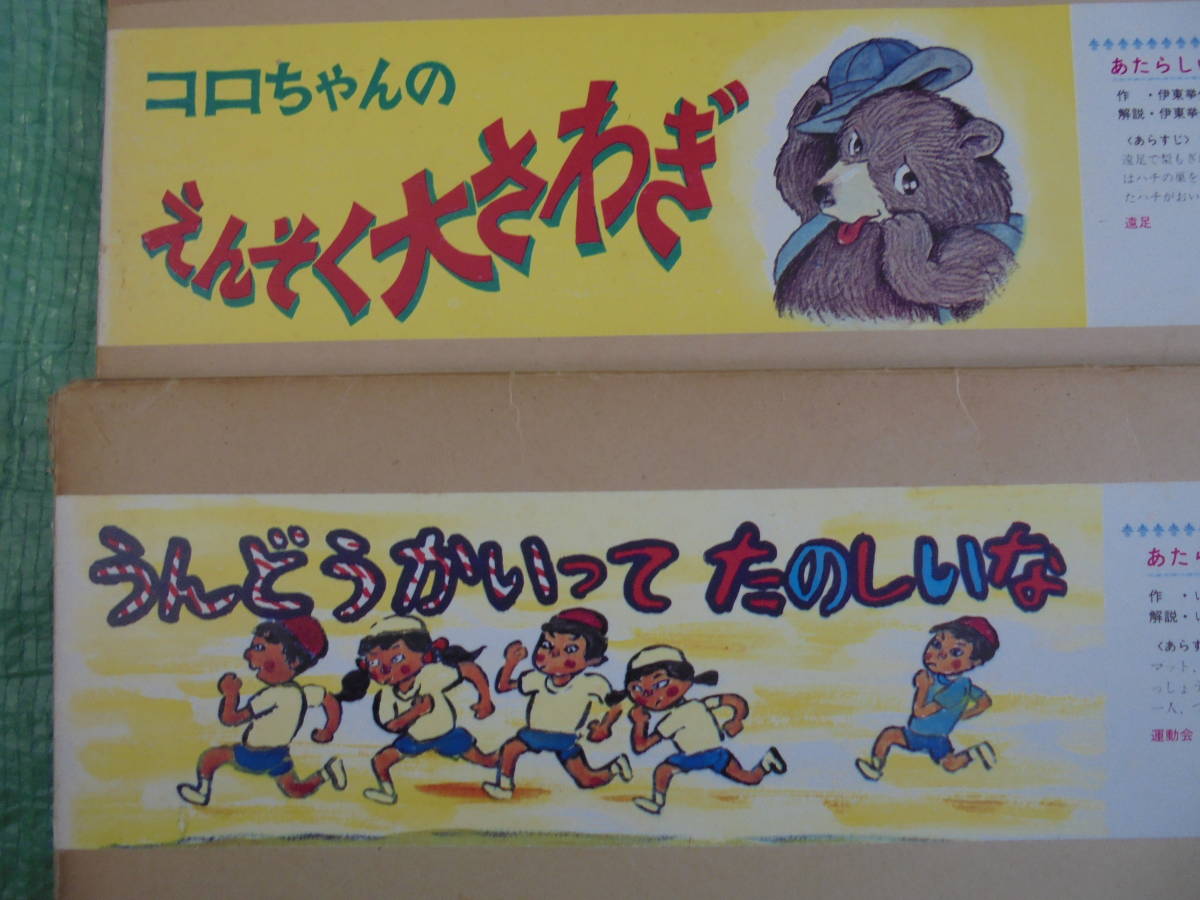 コロちゃんの
えんそく大さわぎ
あたらしい
作 ・伊東挙
解説・伊東挙
〈あらすじ〉
遠足で梨もぎ
はハチの巣を
たハチがおい
遠足
うんどうかいって たのしいな
あたら
作 ・い
解説・い
〈あらす
マット、
っしょ
一人、
運動会